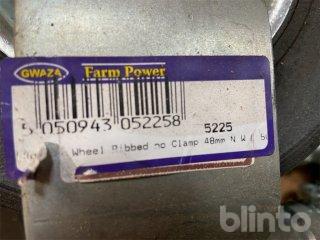 GWAZA
Farm Power
5 050943 052258
5225
Wheel Ribbed no Clamp 48mm N W
blinto